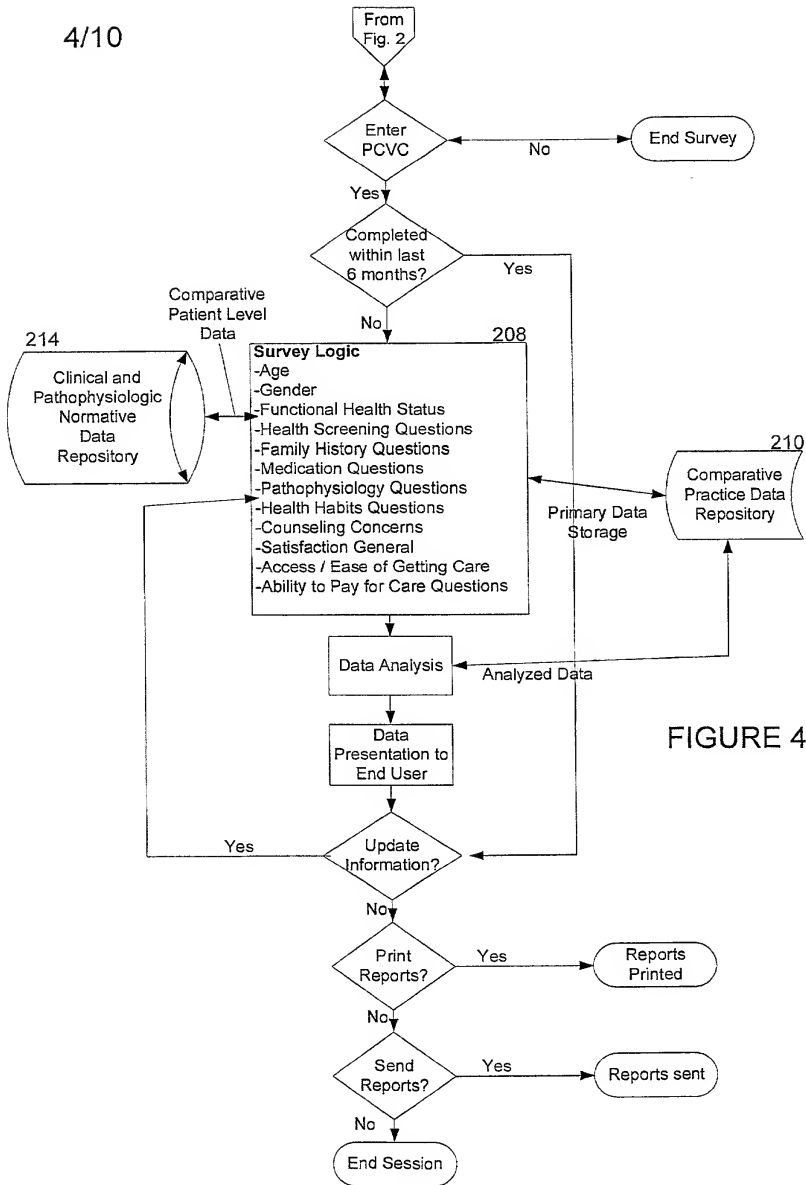 4/10
From
Fig. 2
Enter
PCVC
No
End Survey
Yes
Completed
within last
6 months?
Yes
No
Comparative
Patient Level
Data
214
Clinical and
Pathophysiologic
Normative
Data
Repository
208
Survey Logic
-Age
-Gender
-Functional Health Status
-Health Screening Questions
-Family History Questions
-Medication Questions
-Pathophysiology Questions
-Health Habits Questions
-Counseling Concerns
-Satisfaction General
-Access / Ease of Getting Care
-Ability to Pay for Care Questions
210
Comparative
Practice Data
Repository
Primary Data
Storage
Data Analysis
Analyzed Data
Data
Presentation to
End User
FIGURE 4
Update
Information?
Yes
No
Print
Reports?
Yes
Reports
Printed
No
Send
Reports?
Yes
Reports sent
No
End Session